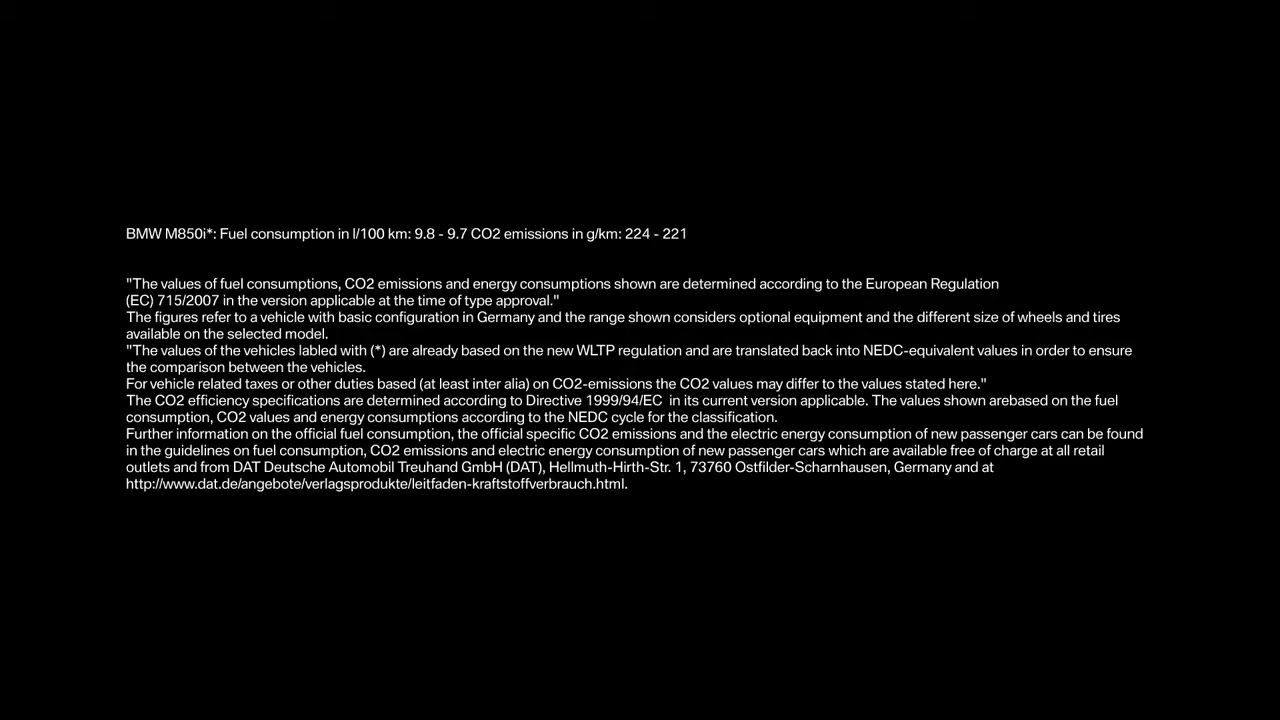 BMW M850i*: Fuel consumption in l/100 km: 9.8 - 9.7 CO2 emissions in g/km: 224 - 221
"The values of fuel consumptions, CO2 emissions and energy consumptions shown are determined according to the European Regulation
(EC) 715/2007 in the version applicable at the time of type approval."
The figures refer to a vehicle with basic configuration in Germany and the range shown considers optional equipment and the different size of wheels and tires
available on the selected model.
"The values of the vehicles labled with (*) are already based on the new WLTP regulation and are translated back into NEDC-equivalent values in order to ensure
the comparison between the vehicles.
For vehicle related taxes or other duties based (at least inter alia) on CO2-emissions the CO2 values may differ to the values stated here."
The CO2 efficiency specifications are determined according to Directive 1999/94/EC  in its current version applicable. The values shown arebased on the fuel
consumption, CO2 values and energy consumptions according to the NEDC cycle for the classification.
Further information on the official fuel consumption, the official specific CO2 emissions and the electric energy consumption of new passenger cars can be found
in the guidelines on fuel consumption, CO2 emissions and electric energy consumption of new passenger cars which are available free of charge at all retail
outlets and from DAT Deutsche Automobil Treuhand GmbH (DAT), Hellmuth-Hirth-Str. 1, 73760 Ostfilder-Scharnhausen, Germany and at
http://www.dat.de/angebote/verlagsprodukte/leitfaden-kraftstoffverbrauch.html.